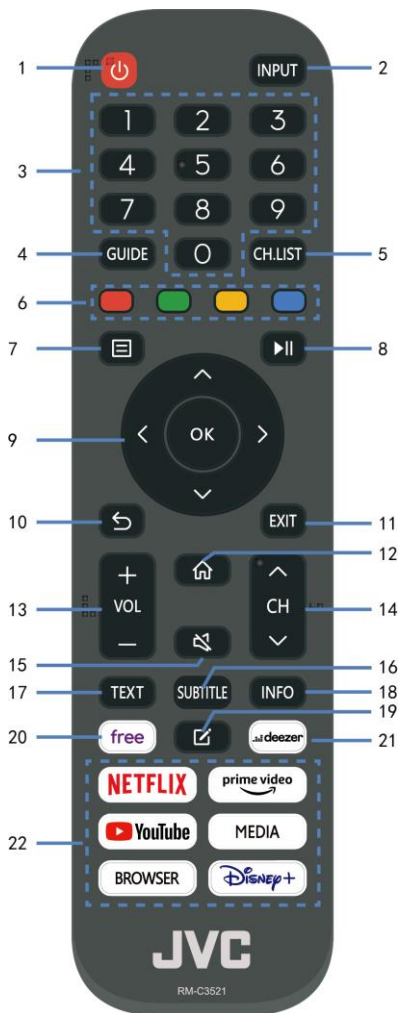 1
INPUT 2
1 2 3
3 4 5 6
7 8 9
4 GUIDE 0 CH.LIST 5
6
7 8
9 OK
10 EXIT 11
12
+
13 VOL CH 14
—
15
16
17 TEXT SUBTITLE INFO 18
19
20 free deezer 21
NETFLIX prime video
22 YouTube MEDIA
BROWSER Disney+
JVC
RM-C3521